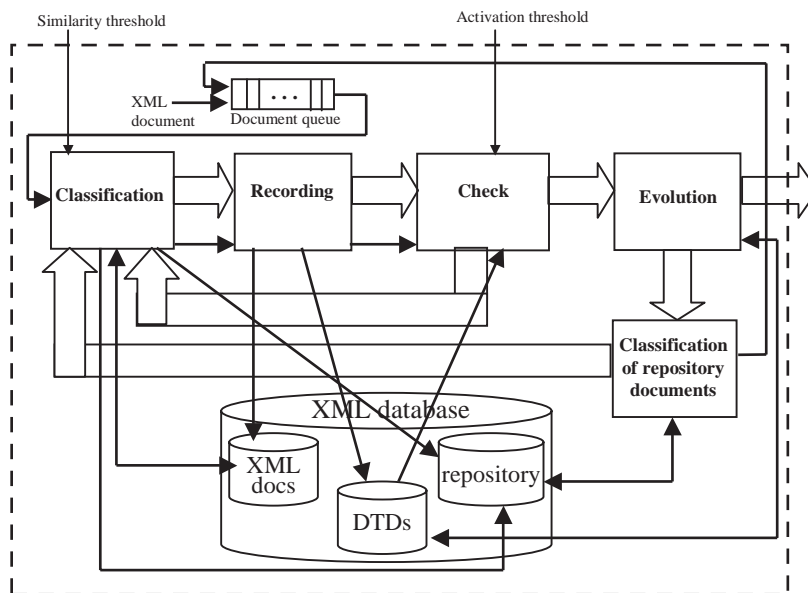 Similarity threshold
Activation threshold
XML
document
...
Document queue
Classification
Recording
Check
Evolution
Classification
of repository
documents
XML database
XML
docs
repository
DTDs